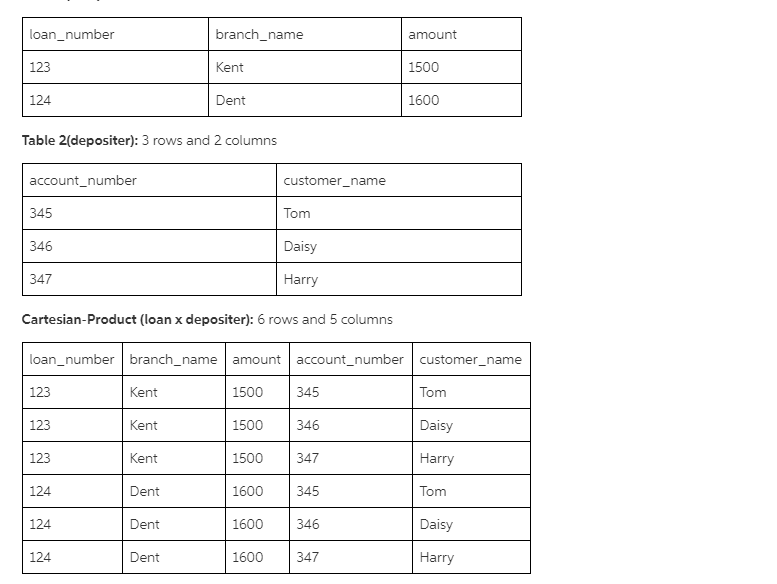 loan_number branch_name amount
123 Kent 1500
124 Dent 1600
Table 2(depositer): 3 rows and 2 columns
account_number customer_name
345 Tom
346 Daisy
347 Harry
Cartesian-Product (loan x depositer): 6 rows and 5 columns
loan_number branch_name amount account_number customer_name
123 Kent 1500 345 Tom
123 Kent 1500 346 Daisy
123 Kent 1500 347 Harry
124 Dent 1600 345 Tom
124 Dent 1600 346 Daisy
124 Dent 1600 347 Harry